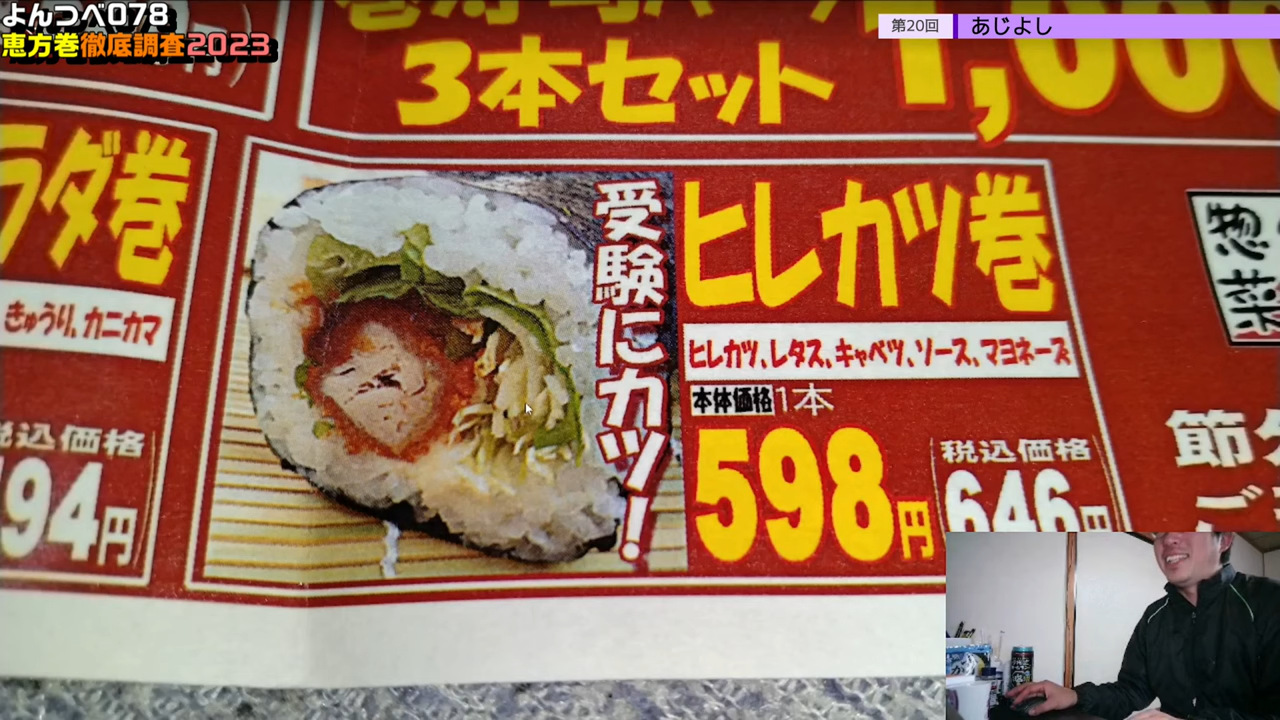 よんつべ078
恵方巻徹底調査2023
第20回 あじよし
3本セット
ラダ巻
きゅうり、カニカマ
税込価格
94円
受験にカツ!
ヒレカツ巻
ヒレカツ、レタス、キャベツ、ソース、マヨネーズ
本体価格1本
598円
税込価格
646円
惣菜
節分
ご